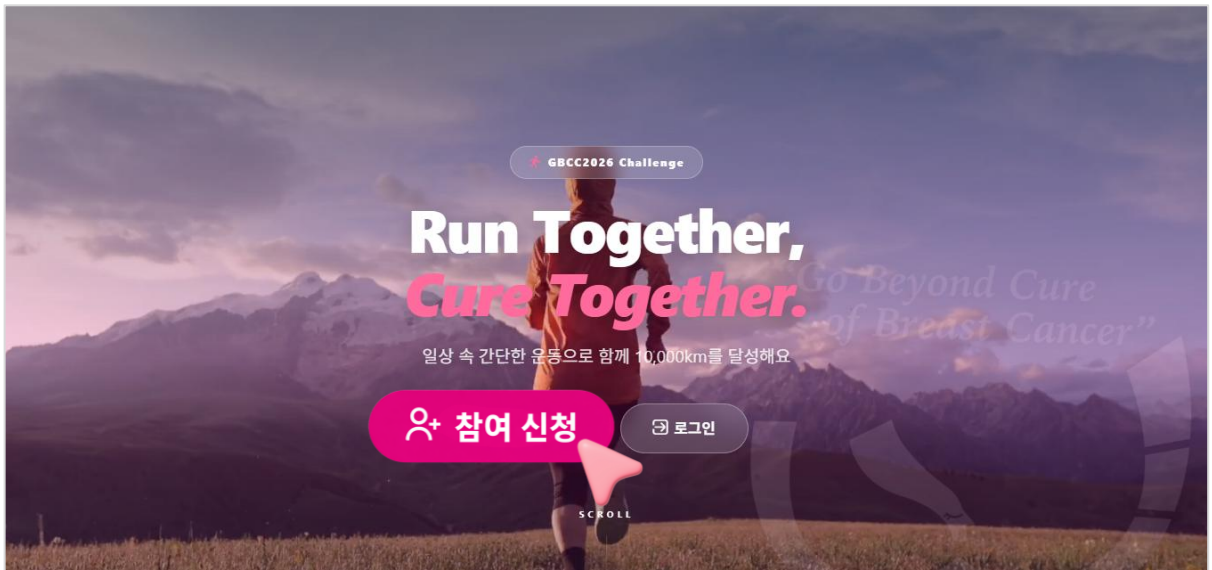 GBCC2026 Challenge
Run Together,
Cure Together.
"Go Beyond Cure
of Breast Cancer”
일상 속 간단한 운동으로 함께 10,000km를 달성해요
참여 신청
로그인
SCROLL